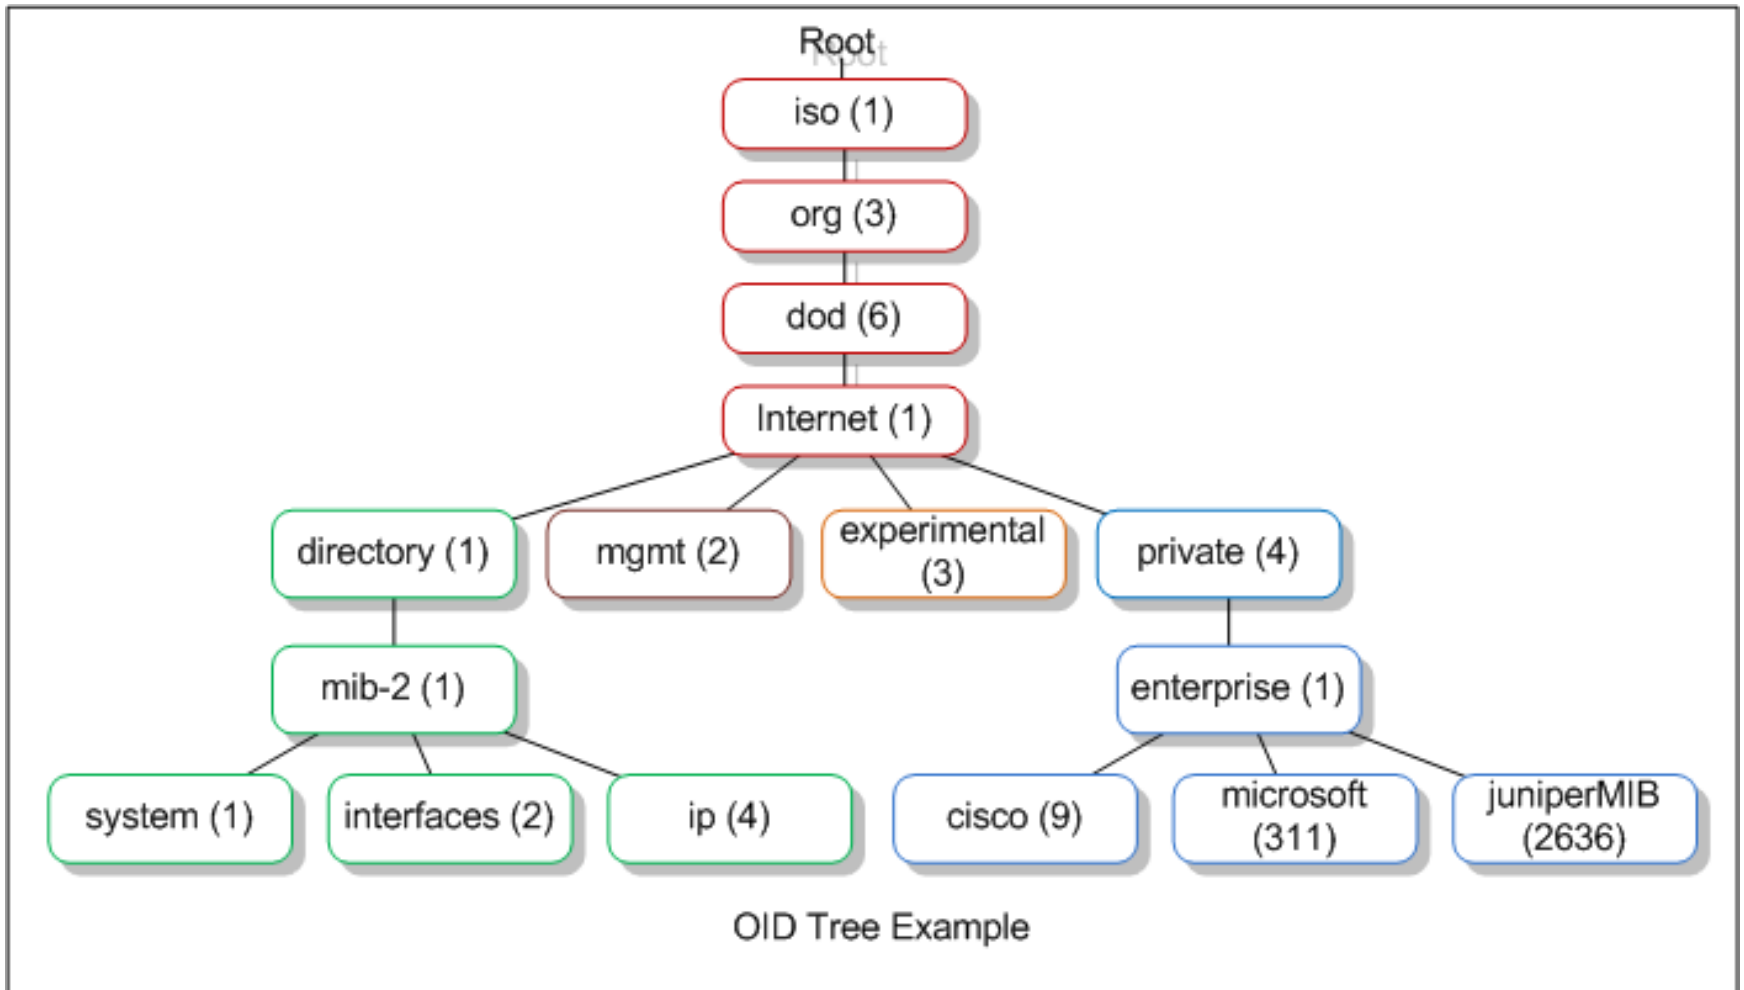 Root
iso (1)
org (3)
dod (6)
Internet (1)
directory (1)
mgmt (2)
experimental
(3)
private (4)
mib-2 (1)
enterprise (1)
system (1)
interfaces (2)
ip (4)
cisco (9)
microsoft
(311)
juniperMIB
(2636)
OID Tree Example